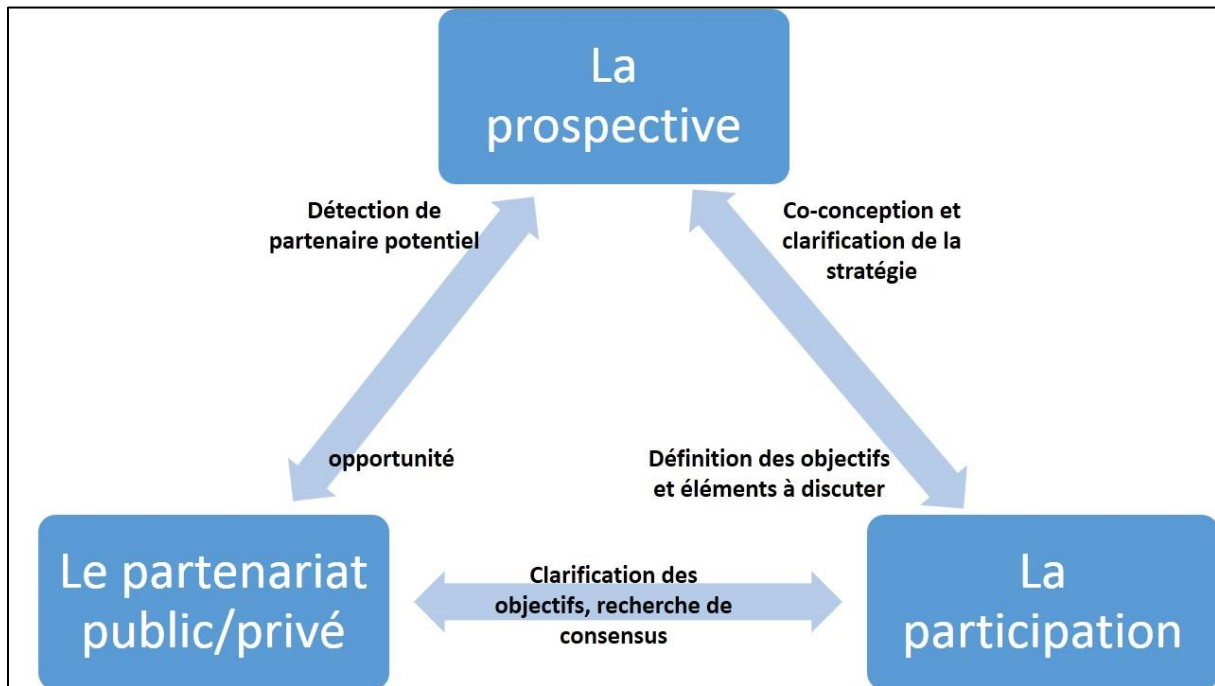 La
prospective
Détection de
partenaire potentiel
Co-conception et
clarification de la
stratégie
opportunité
Définition des objectifs
et éléments à discuter
Le partenariat
public/privé
Clarification des
objectifs, recherche de
consensus
La
participation